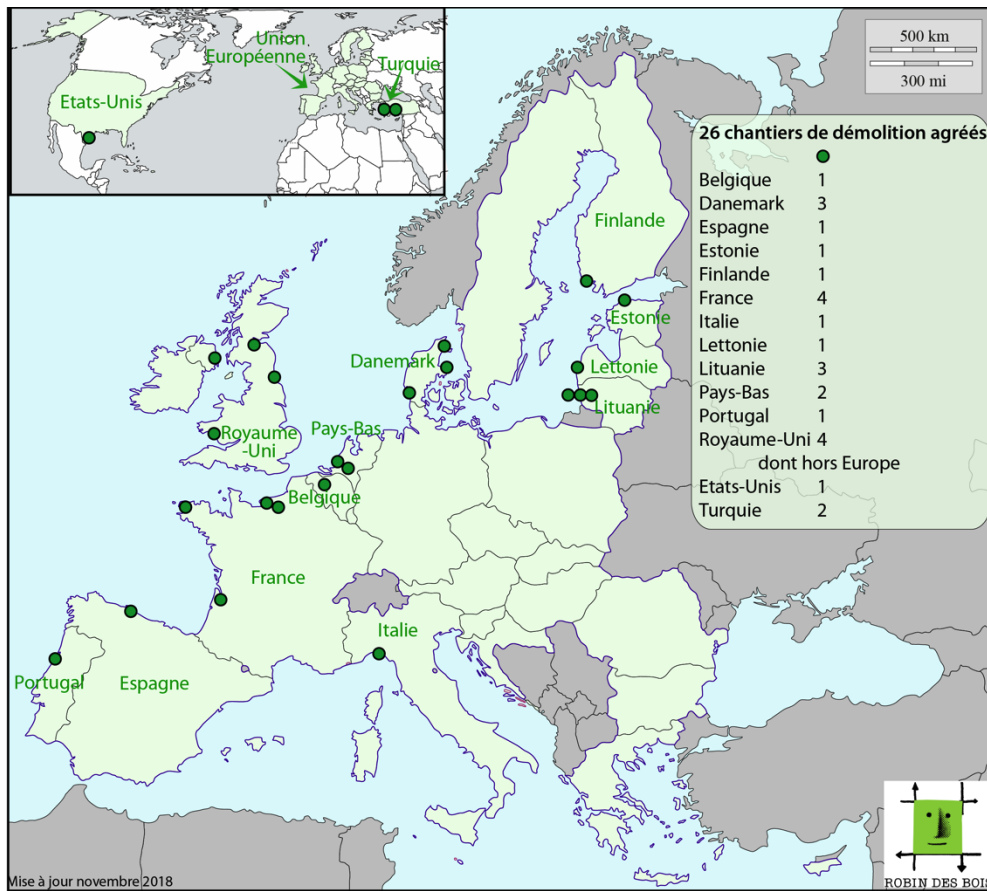 Union
Européenne
Turquie
Etats-Unis
500 km
300 mi
26 chantiers de démolition agréés
Belgique 1
Danemark 3
Espagne 1
Estonie 1
Finlande 1
France 4
Italie 1
Lettonie 1
Lituanie 3
Pays-Bas 2
Portugal 1
Royaume-Uni 4
dont hors Europe
Etats-Unis 1
Turquie 2
Finlande
Estonie
Danemark
Lettonie
Lituanie
Royaume
-Uni
Pays-Bas
Belgique
France
Italie
Portugal
Espagne
Mise à jour novembre 2018
ROBIN DES BOIS